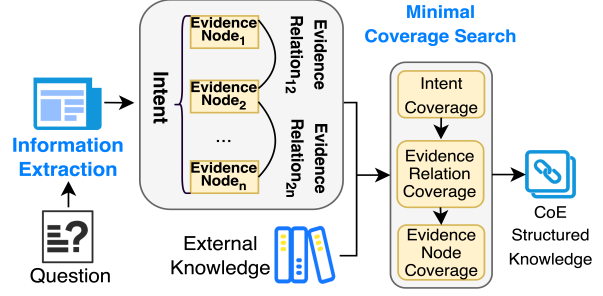 Minimal
Coverage Search
Information
Extraction
Question
Intent
Evidence
Node1
Evidence
Node2
...
Evidence
Noden
Evidence
Relation12
Evidence
Relation2n
External
Knowledge
Intent
Coverage
Evidence
Relation
Coverage
Evidence
Node
Coverage
CoE
Structured
Knowledge